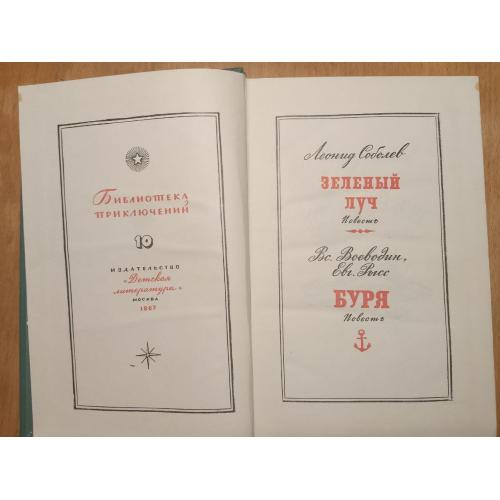 Библиотека
приключений
10
ИЗДАТЕЛЬСТВО
«Детская
литература»
МОСКВА
1967
Леонид Соболев
ЗЕЛЕНЫЙ
ЛУЧ
Повесть
Вс. Воеводин,
Евг. Рысс
БУРЯ
Повесть